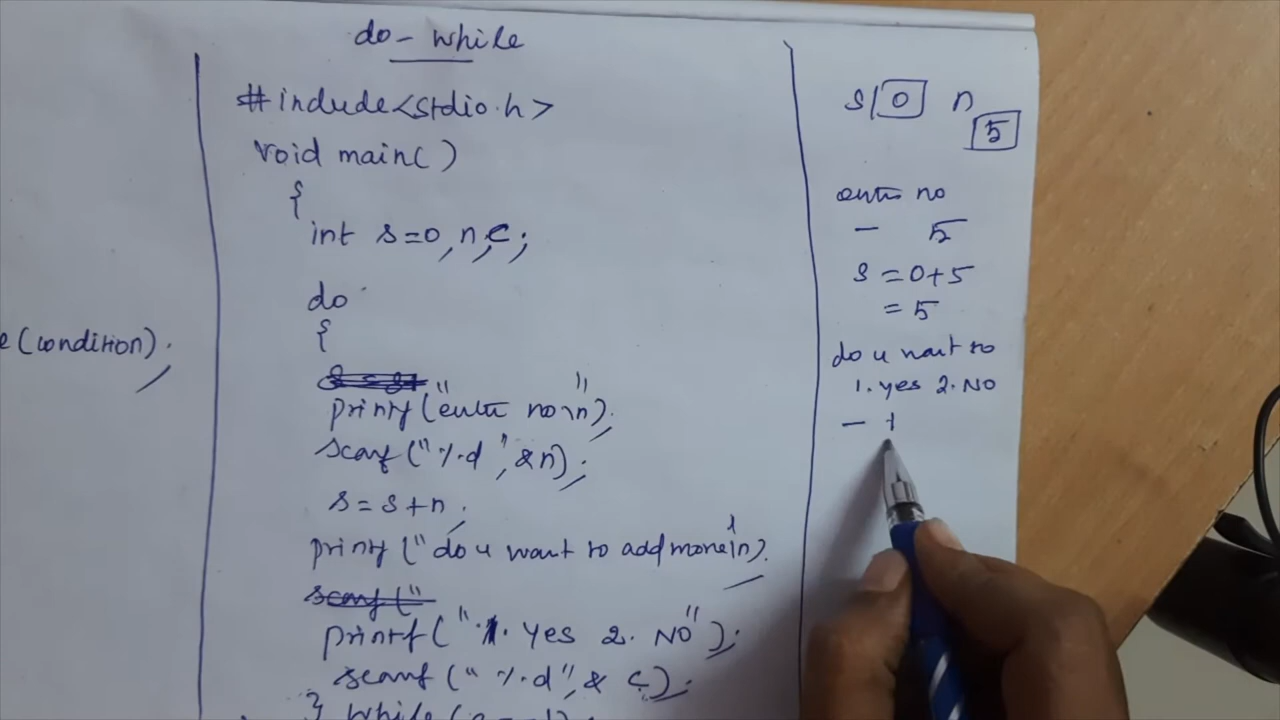 do - while
#include<stdio.h>
void main( )
{
int s=0, n,c;
do
{
printf("enter no\n");
scanf("%d", &n);
s = s+n;
printf("do u want to add more\n");
printf("1. Yes 2. NO");
scanf("%d", & c);
} while(
e(condition);
s 0 n
5
enter no
- 5
s = 0+5
= 5
do u want to
1. yes 2. NO
-